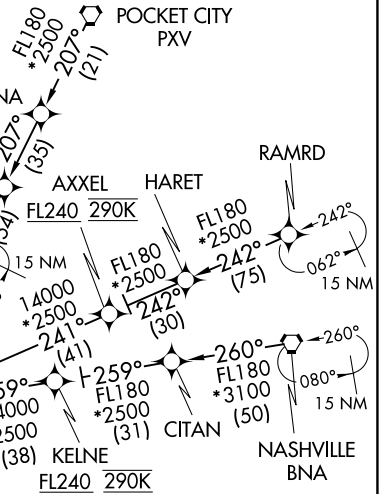 POCKET CITY
PXV
FL180
*2500
207°
(21)
NA
207°
(35)
RAMRD
AXXEL
FL240 290K
HARET
FL180
*2500
242°
(75)
242°
062°
15 NM
15 NM
FL180
*2500
242°
(30)
14000
*2500
241°
(41)
260°
FL180
*3100
(50)
260°
080°
15 NM
259°
FL180
*2500
(31)
CITAN
59°
4000
2500
(38)
KELNE
FL240 290K
NASHVILLE
BNA